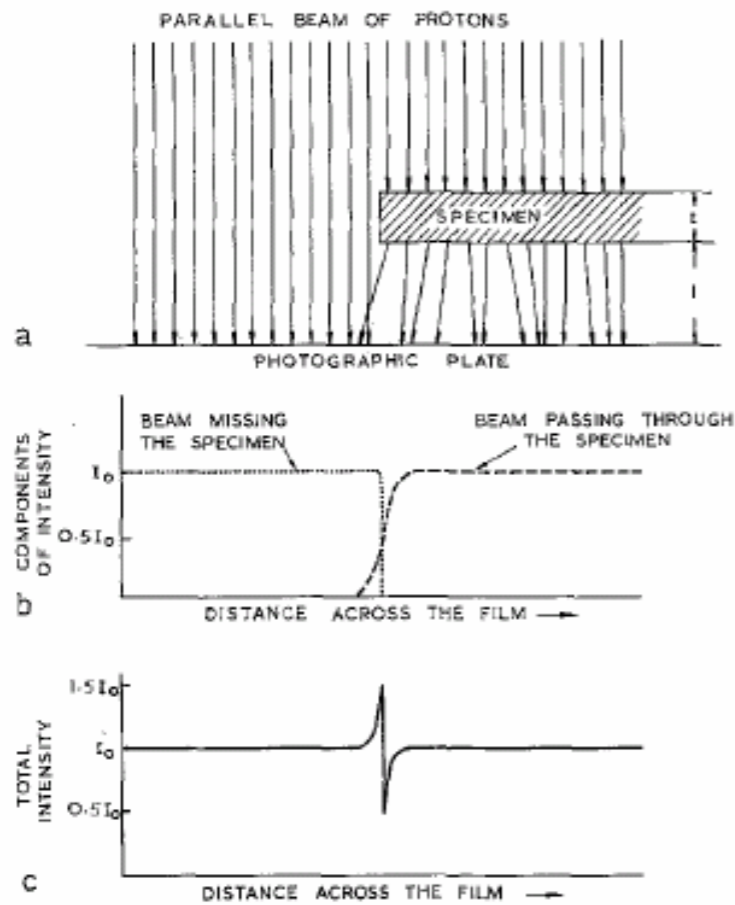 PARALLEL BEAM OF PROTONS
SPECIMEN
a
PHOTOGRAPHIC PLATE
BEAM MISSING
THE SPECIMEN
BEAM PASSING THROUGH
THE SPECIMEN
COMPONENTS
OF INTENSITY
I₀
0.5I₀
b
DISTANCE ACROSS THE FILM
1.5I₀
I₀
0.5I₀
TOTAL
INTENSITY
c
DISTANCE ACROSS THE FILM